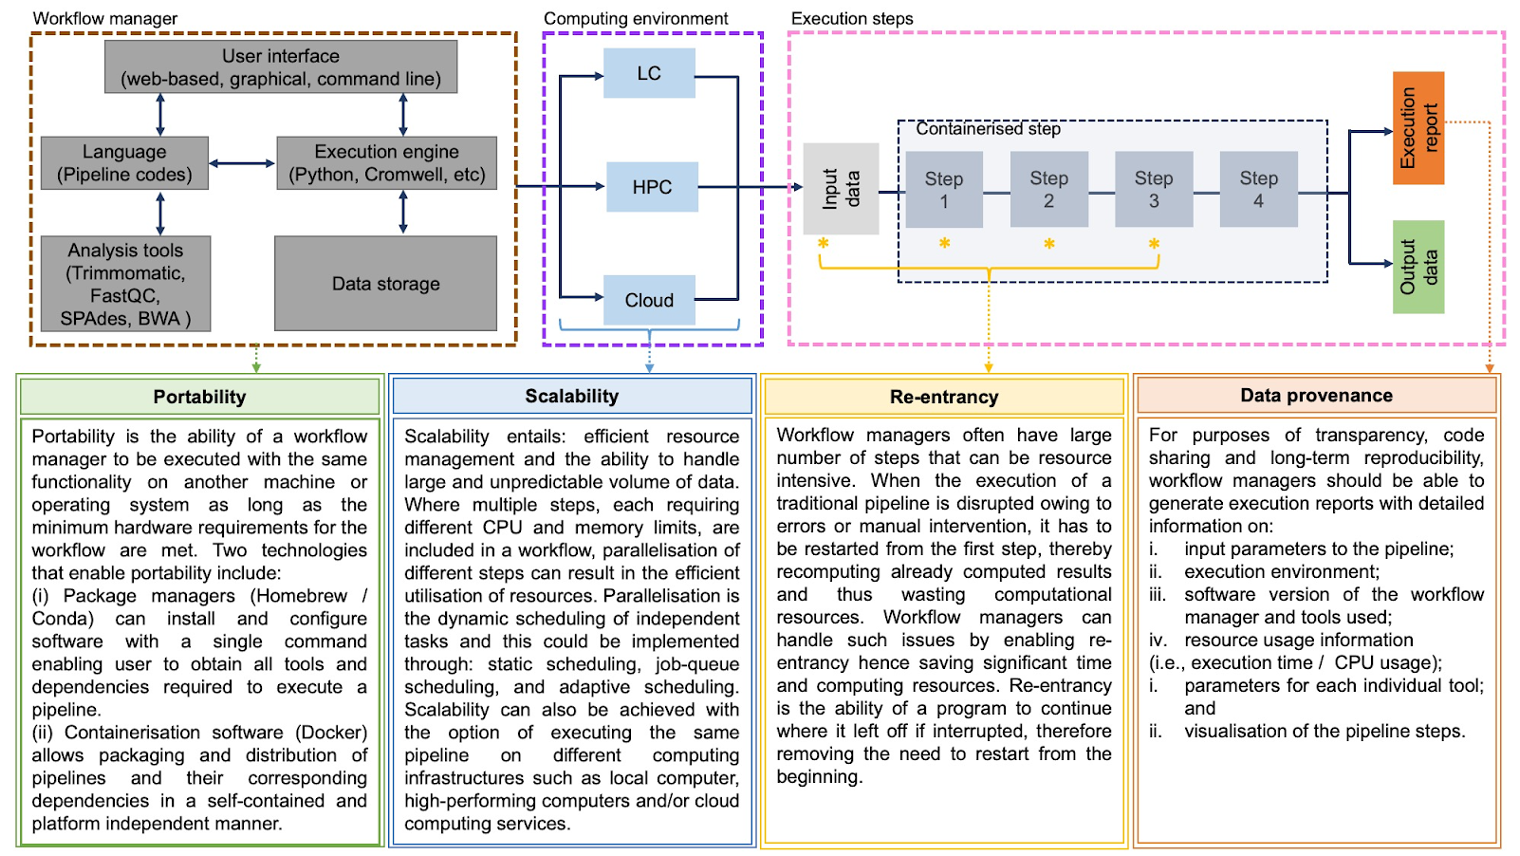 Workflow manager
User interface
(web-based, graphical, command line)
Language
(Pipeline codes)
Execution engine
(Python, Cromwell, etc)
Analysis tools
(Trimmomatic,
FastQC,
SPAdes, BWA )
Data storage
Computing environment
LC
HPC
Cloud
Execution steps
Input
data
Containerised step
Step
1
Step
2
Step
3
Step
4
* * * *
Execution
report
Output
data
Portability
Portability is the ability of a workflow
manager to be executed with the same
functionality on another machine or
operating system as long as the
minimum hardware requirements for the
workflow are met. Two technologies
that enable portability include:
(i) Package managers (Homebrew /
Conda) can install and configure
software with a single command
enabling user to obtain all tools and
dependencies required to execute a
pipeline.
(ii) Containerisation software (Docker)
allows packaging and distribution of
pipelines and their corresponding
dependencies in a self-contained and
platform independent manner.
Scalability
Scalability entails: efficient resource
management and the ability to handle
large and unpredictable volume of data.
Where multiple steps, each requiring
different CPU and memory limits, are
included in a workflow, parallelisation of
different steps can result in the efficient
utilisation of resources. Parallelisation is
the dynamic scheduling of independent
tasks and this could be implemented
through: static scheduling, job-queue
scheduling, and adaptive scheduling.
Scalability can also be achieved with
the option of executing the same
pipeline on different computing
infrastructures such as local computer,
high-performing computers and/or cloud
computing services.
Re-entrancy
Workflow managers often have large
number of steps that can be resource
intensive. When the execution of a
traditional pipeline is disrupted owing to
errors or manual intervention, it has to
be restarted from the first step, thereby
recomputing already computed results
and thus wasting computational
resources. Workflow managers can
handle such issues by enabling re-
entrancy hence saving significant time
and computing resources. Re-entrancy
is the ability of a program to continue
where it left off if interrupted, therefore
removing the need to restart from the
beginning.
Data provenance
For purposes of transparency, code
sharing and long-term reproducibility,
workflow managers should be able to
generate execution reports with detailed
information on:
i. input parameters to the pipeline;
ii. execution environment;
iii. software version of the workflow
manager and tools used;
iv. resource usage information
(i.e., execution time / CPU usage);
i. parameters for each individual tool;
and
ii. visualisation of the pipeline steps.